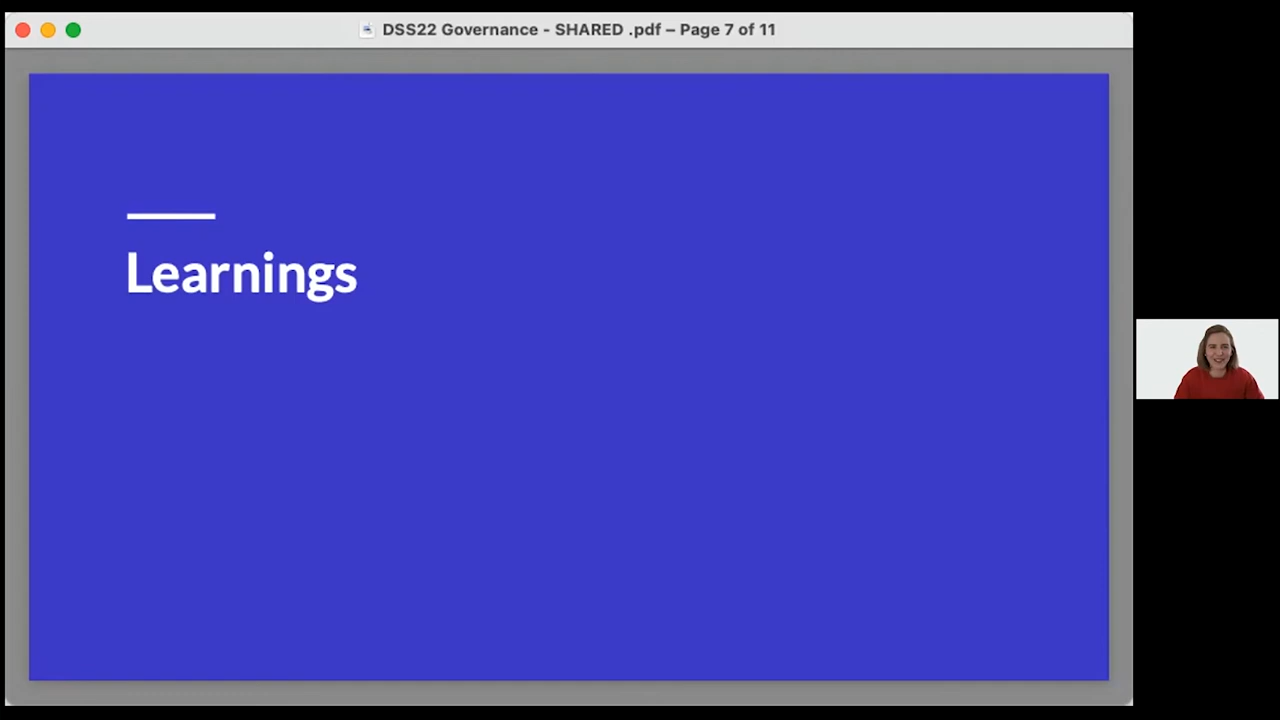 DSS22 Governance - SHARED .pdf – Page 7 of 11
Learnings